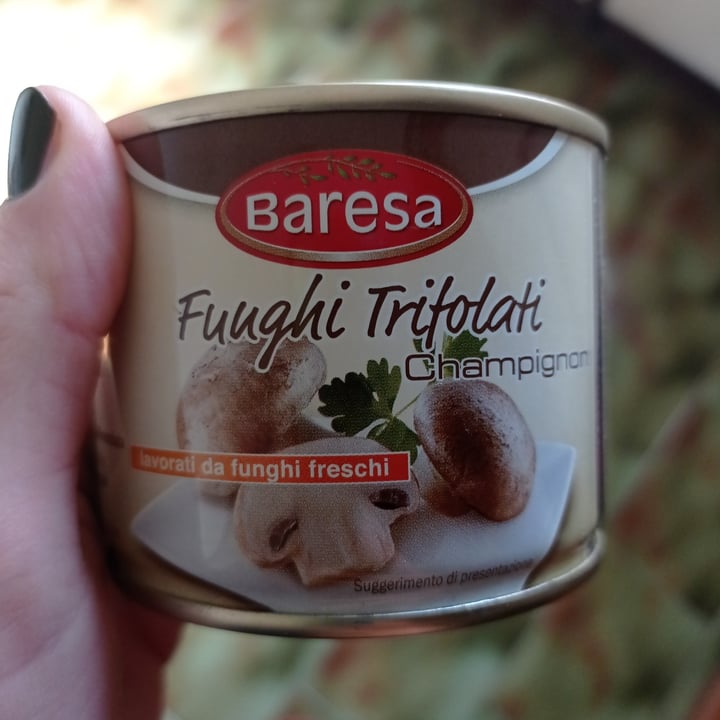 Baresa
Funghi Trifolati
Champignon
lavorati da funghi freschi
Suggerimento di presentazione